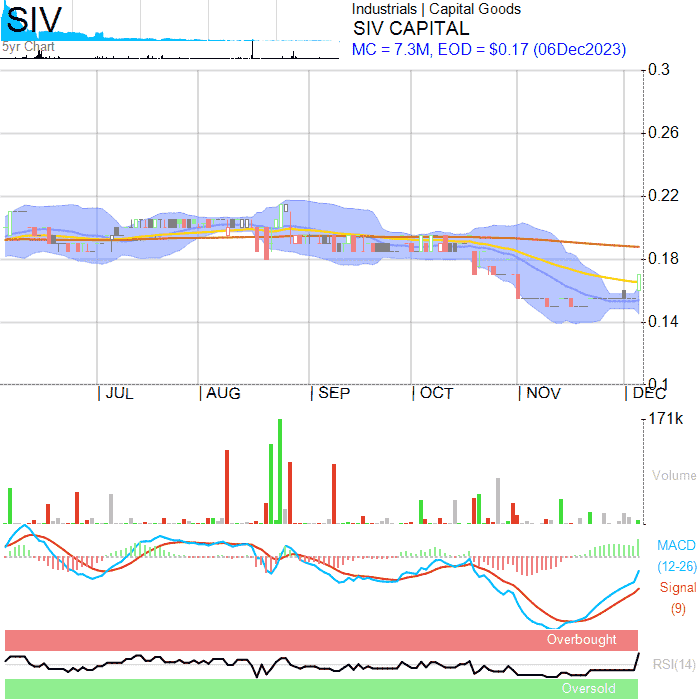 SIV
5yr Chart
Industrials | Capital Goods
SIV CAPITAL
MC = 7.3M, EOD = $0.17 (06Dec2023)
0.3
0.26
0.22
0.18
0.14
0.1
| JUL | AUG | SEP | OCT | NOV | DEC
171k
Volume
MACD
(12-26)
Signal
(9)
Overbought
RSI(14)
Oversold